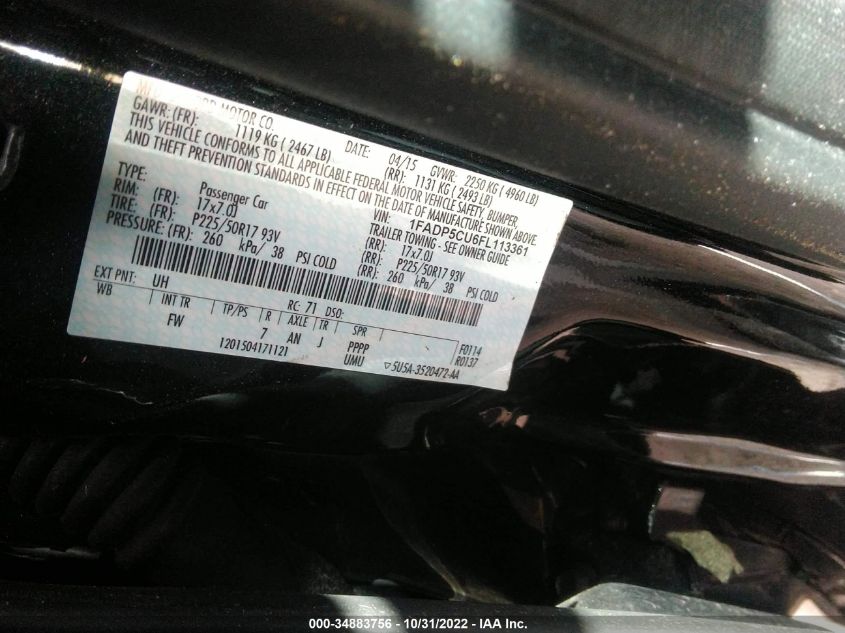 MOTOR CO.
DATE: 04/15 GVWR: 2250 KG ( 4960 LB)
GAWR: (FR): 1119 KG ( 2467 LB) (RR): 1131 KG ( 2493 LB)
THIS VEHICLE CONFORMS TO ALL APPLICABLE FEDERAL MOTOR VEHICLE SAFETY, BUMPER,
AND THEFT PREVENTION STANDARDS IN EFFECT ON THE DATE OF MANUFACTURE SHOWN ABOVE.
VIN: 1FADP5CU6FL113361
TYPE: Passenger Car TRAILER TOWING - SEE OWNER GUIDE
RIM: (FR): 17x7.0J (RR): 17x7.0J
TIRE: (FR): P225/50R17 93V (RR): P225/50R17 93V
PRESSURE: (FR): 260 kPa/ 38 PSI COLD (RR): 260 kPa/ 38 PSI COLD
EXT PNT: UH RC: 71 DSO:
WB INT TR TP/PS R AXLE TR SPR
FW 7 AN J PPPP F0114
1201504171121 UMU R0137
5U5A-3520472-AA
000-34883756 - 10/31/2022 - IAA Inc.